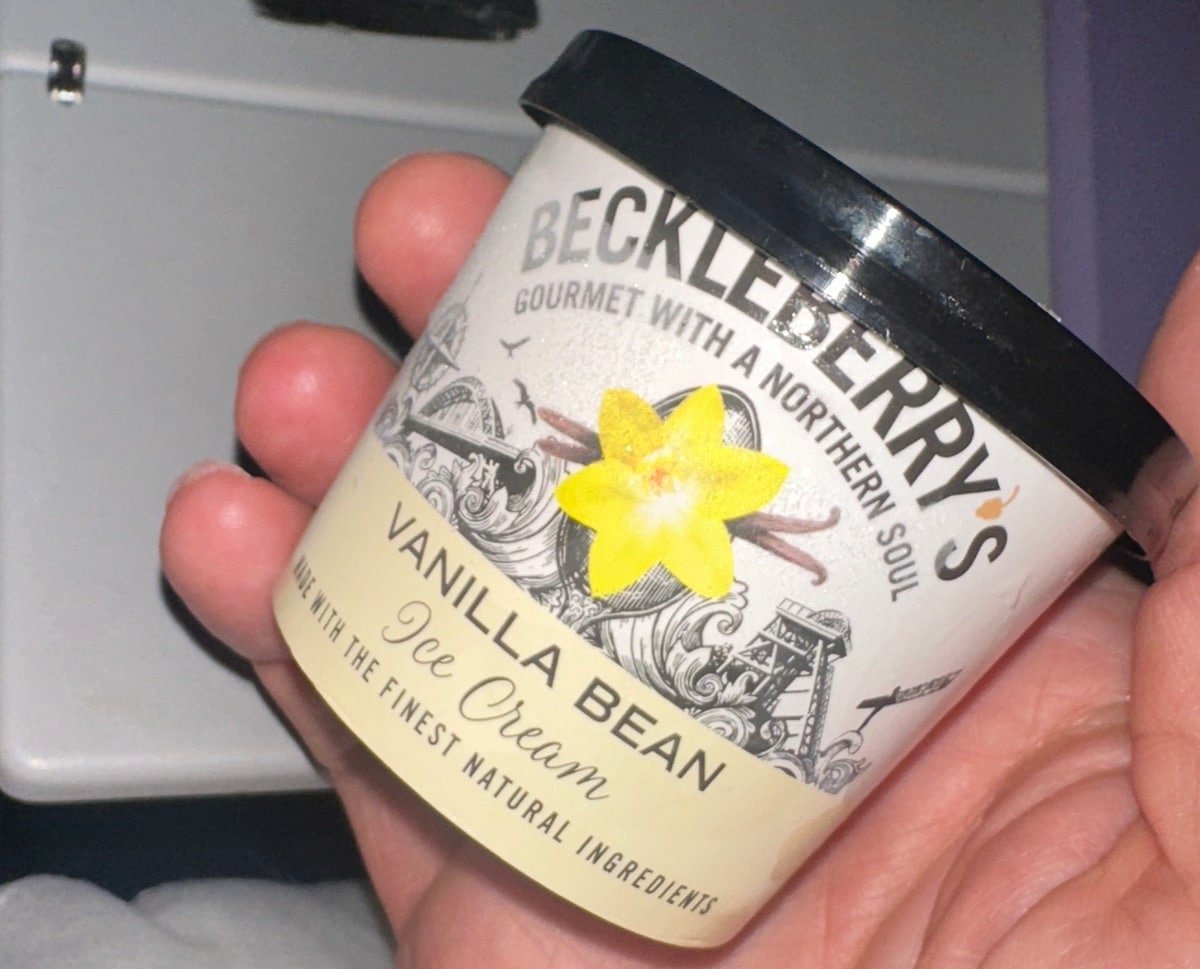 BECKLEBERRY'S
GOURMET WITH A NORTHERN SOUL
VANILLA BEAN
Ice Cream
MADE WITH THE FINEST NATURAL INGREDIENTS